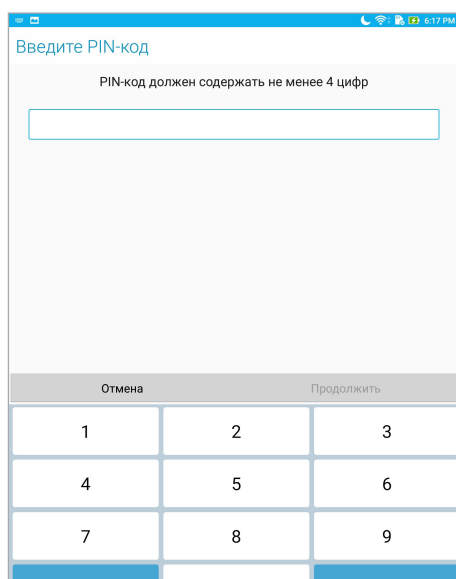 6:17 PM
Введите PIN-код
PIN-код должен содержать не менее 4 цифр
Отмена Продолжить
1 2 3
4 5 6
7 8 9